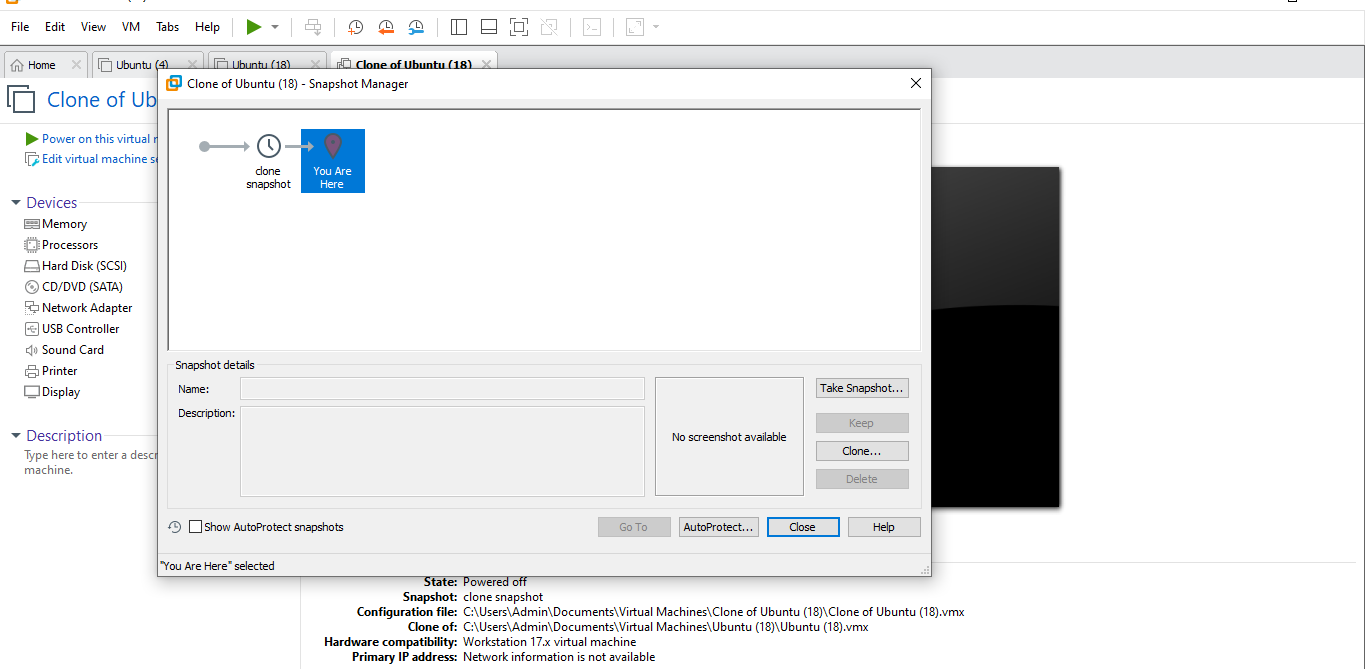 File Edit View VM Tabs Help
Home Ubuntu (4) Ubuntu (18) Clone of Ubuntu (18)
Clone of Ub
Power on this virtual
Edit virtual machine se
Devices
Memory
Processors
Hard Disk (SCSI)
CD/DVD (SATA)
Network Adapter
USB Controller
Sound Card
Printer
Display
Description
Type here to enter a descr
machine.
Clone of Ubuntu (18) - Snapshot Manager
clone
snapshot
You Are
Here
Snapshot details
Name:
Description:
No screenshot available
Take Snapshot...
Keep
Clone...
Delete
Show AutoProtect snapshots
Go To AutoProtect... Close Help
"You Are Here" selected
State: Powered off
Snapshot: clone snapshot
Configuration file: C:\Users\Admin\Documents\Virtual Machines\Clone of Ubuntu (18)\Clone of Ubuntu (18).vmx
Clone of: C:\Users\Admin\Documents\Virtual Machines\Ubuntu (18)\Ubuntu (18).vmx
Hardware compatibility: Workstation 17.x virtual machine
Primary IP address: Network information is not available